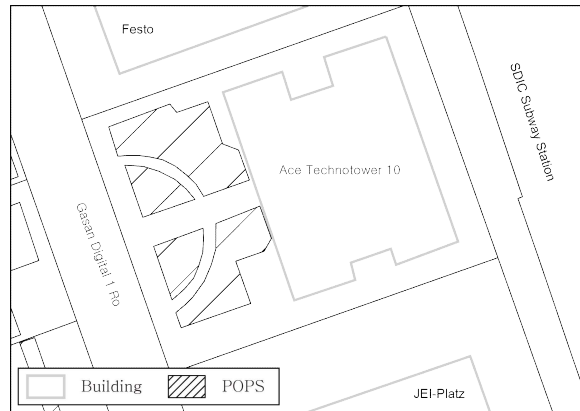 Festo
SDIC Subway Station
Ace Technotower 10
Gasan Digital 1 Ro
JEI-Platz
Building
POPS